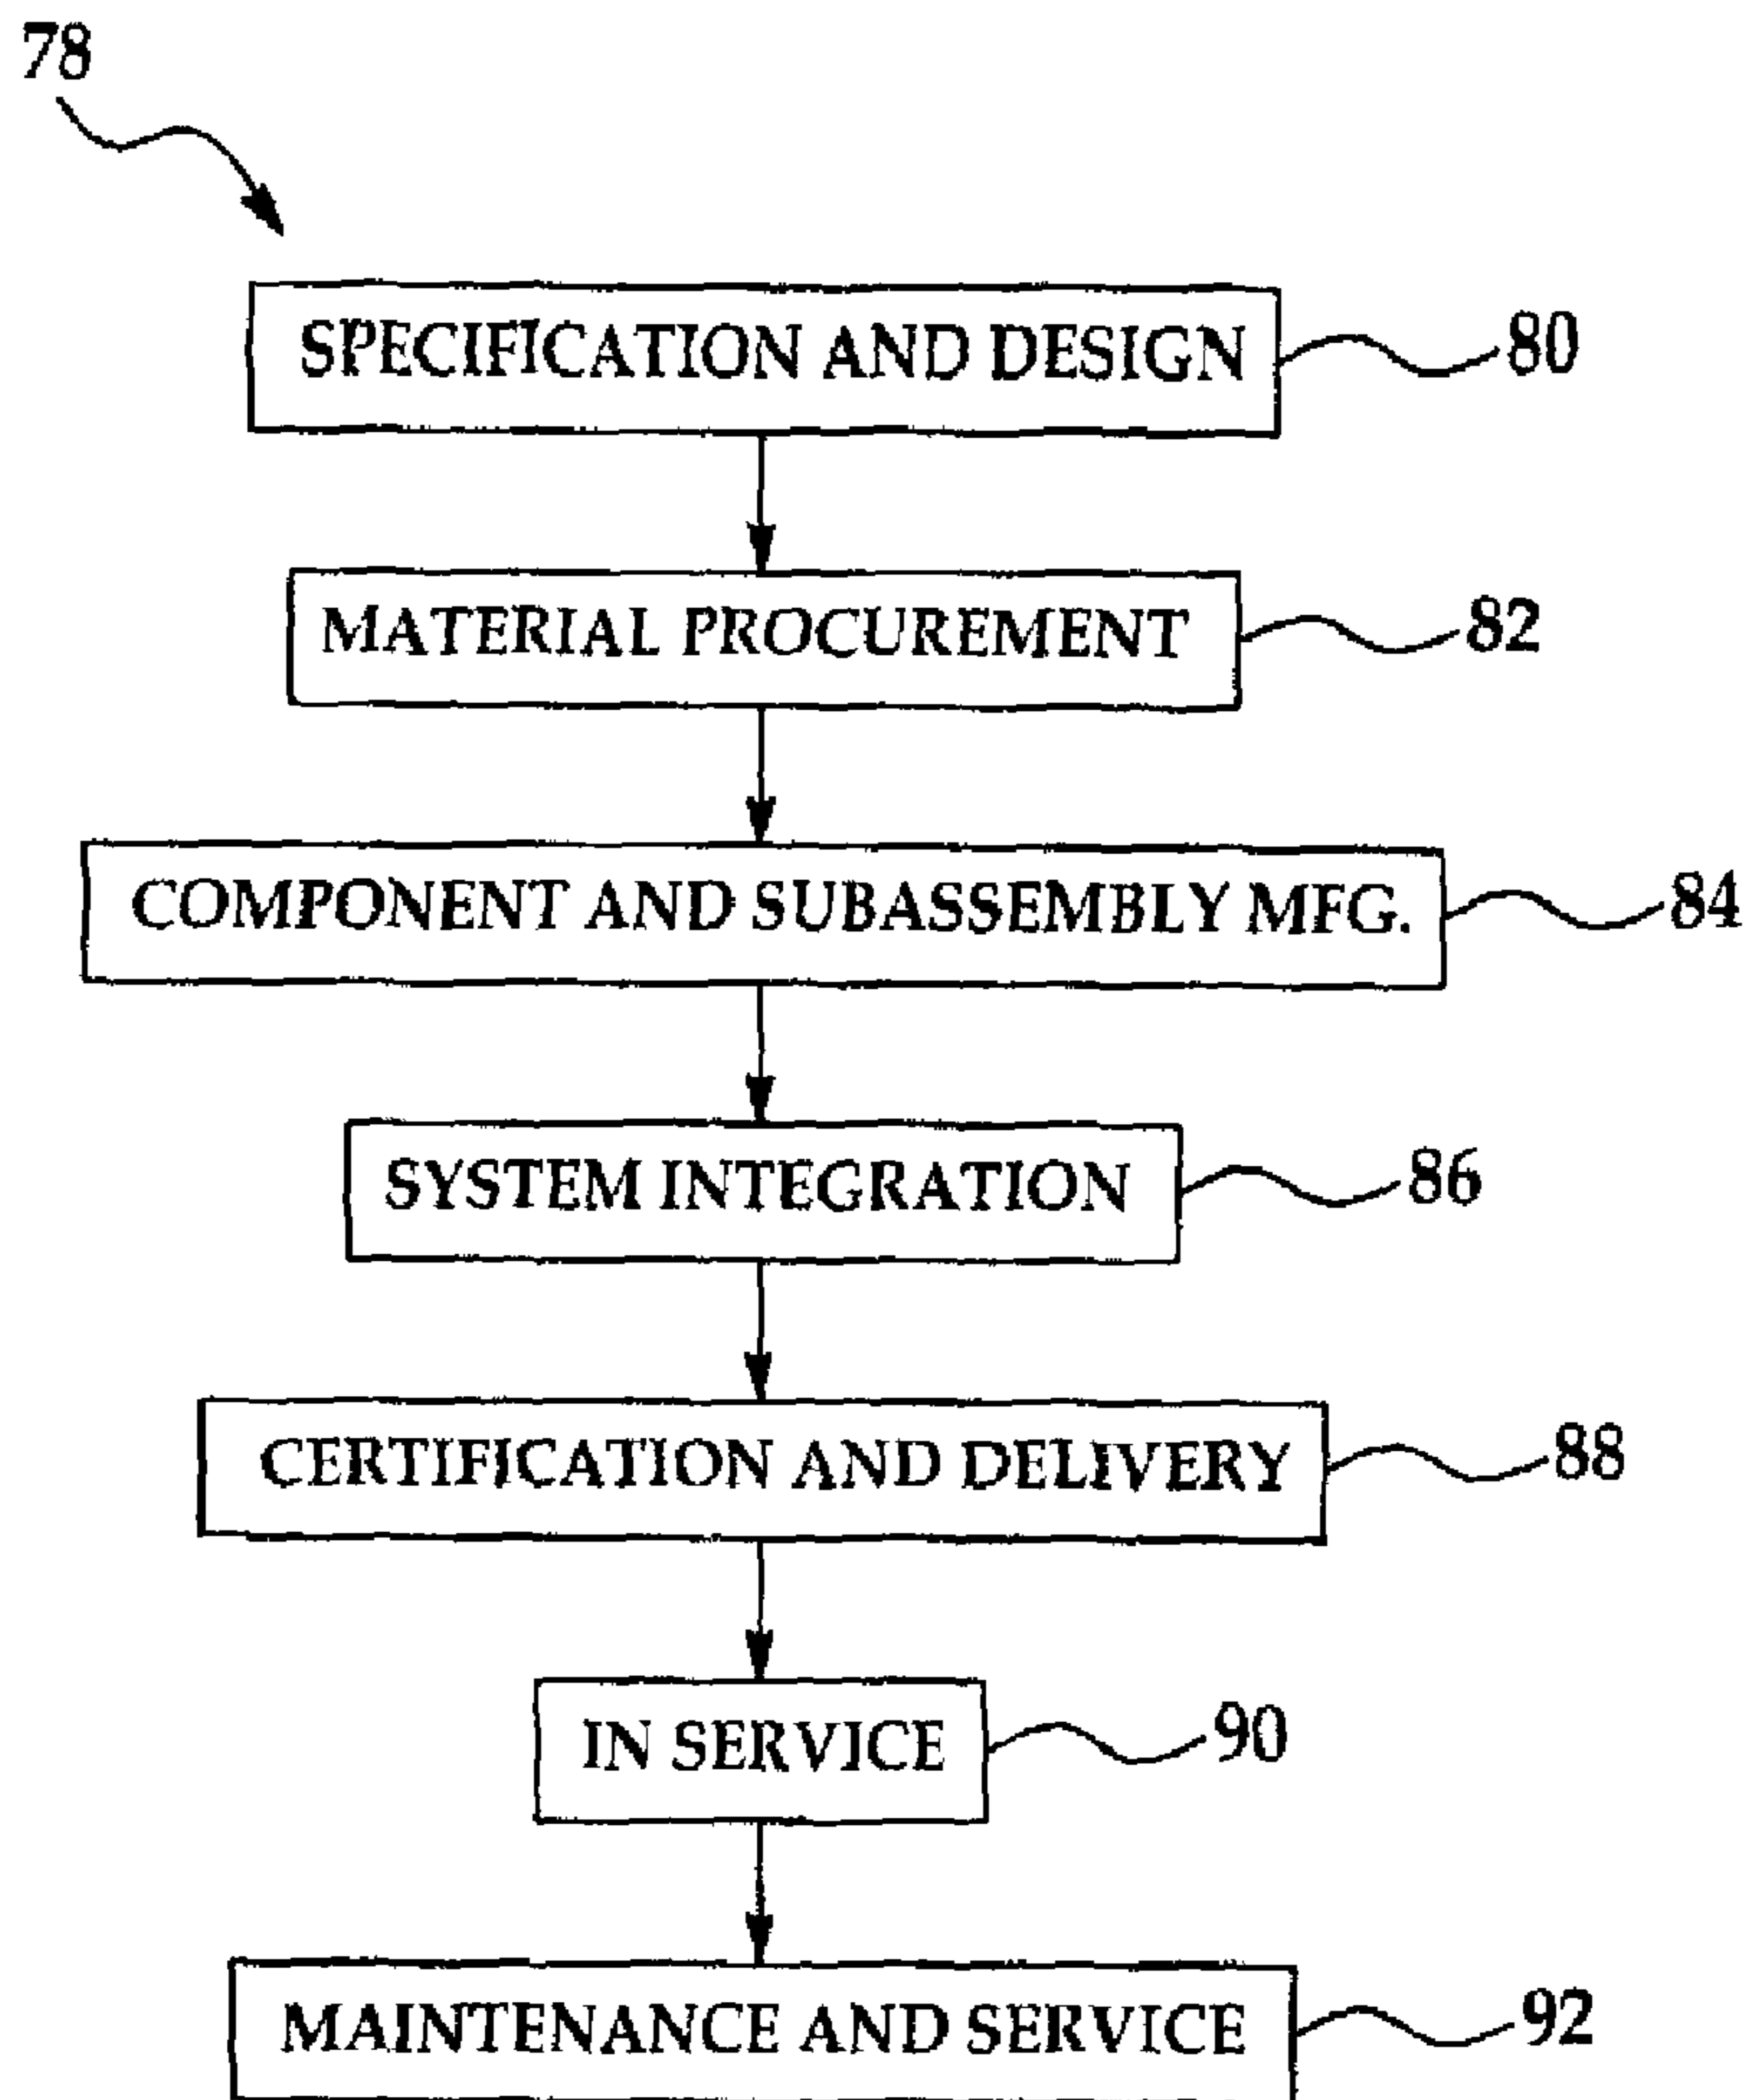 78
SPECIFICATION AND DESIGN 80
MATERIAL PROCUREMENT 82
COMPONENT AND SUBASSEMBLY MFG. 84
SYSTEM INTEGRATION 86
CERTIFICATION AND DELIVERY 88
IN SERVICE 90
MAINTENANCE AND SERVICE 92